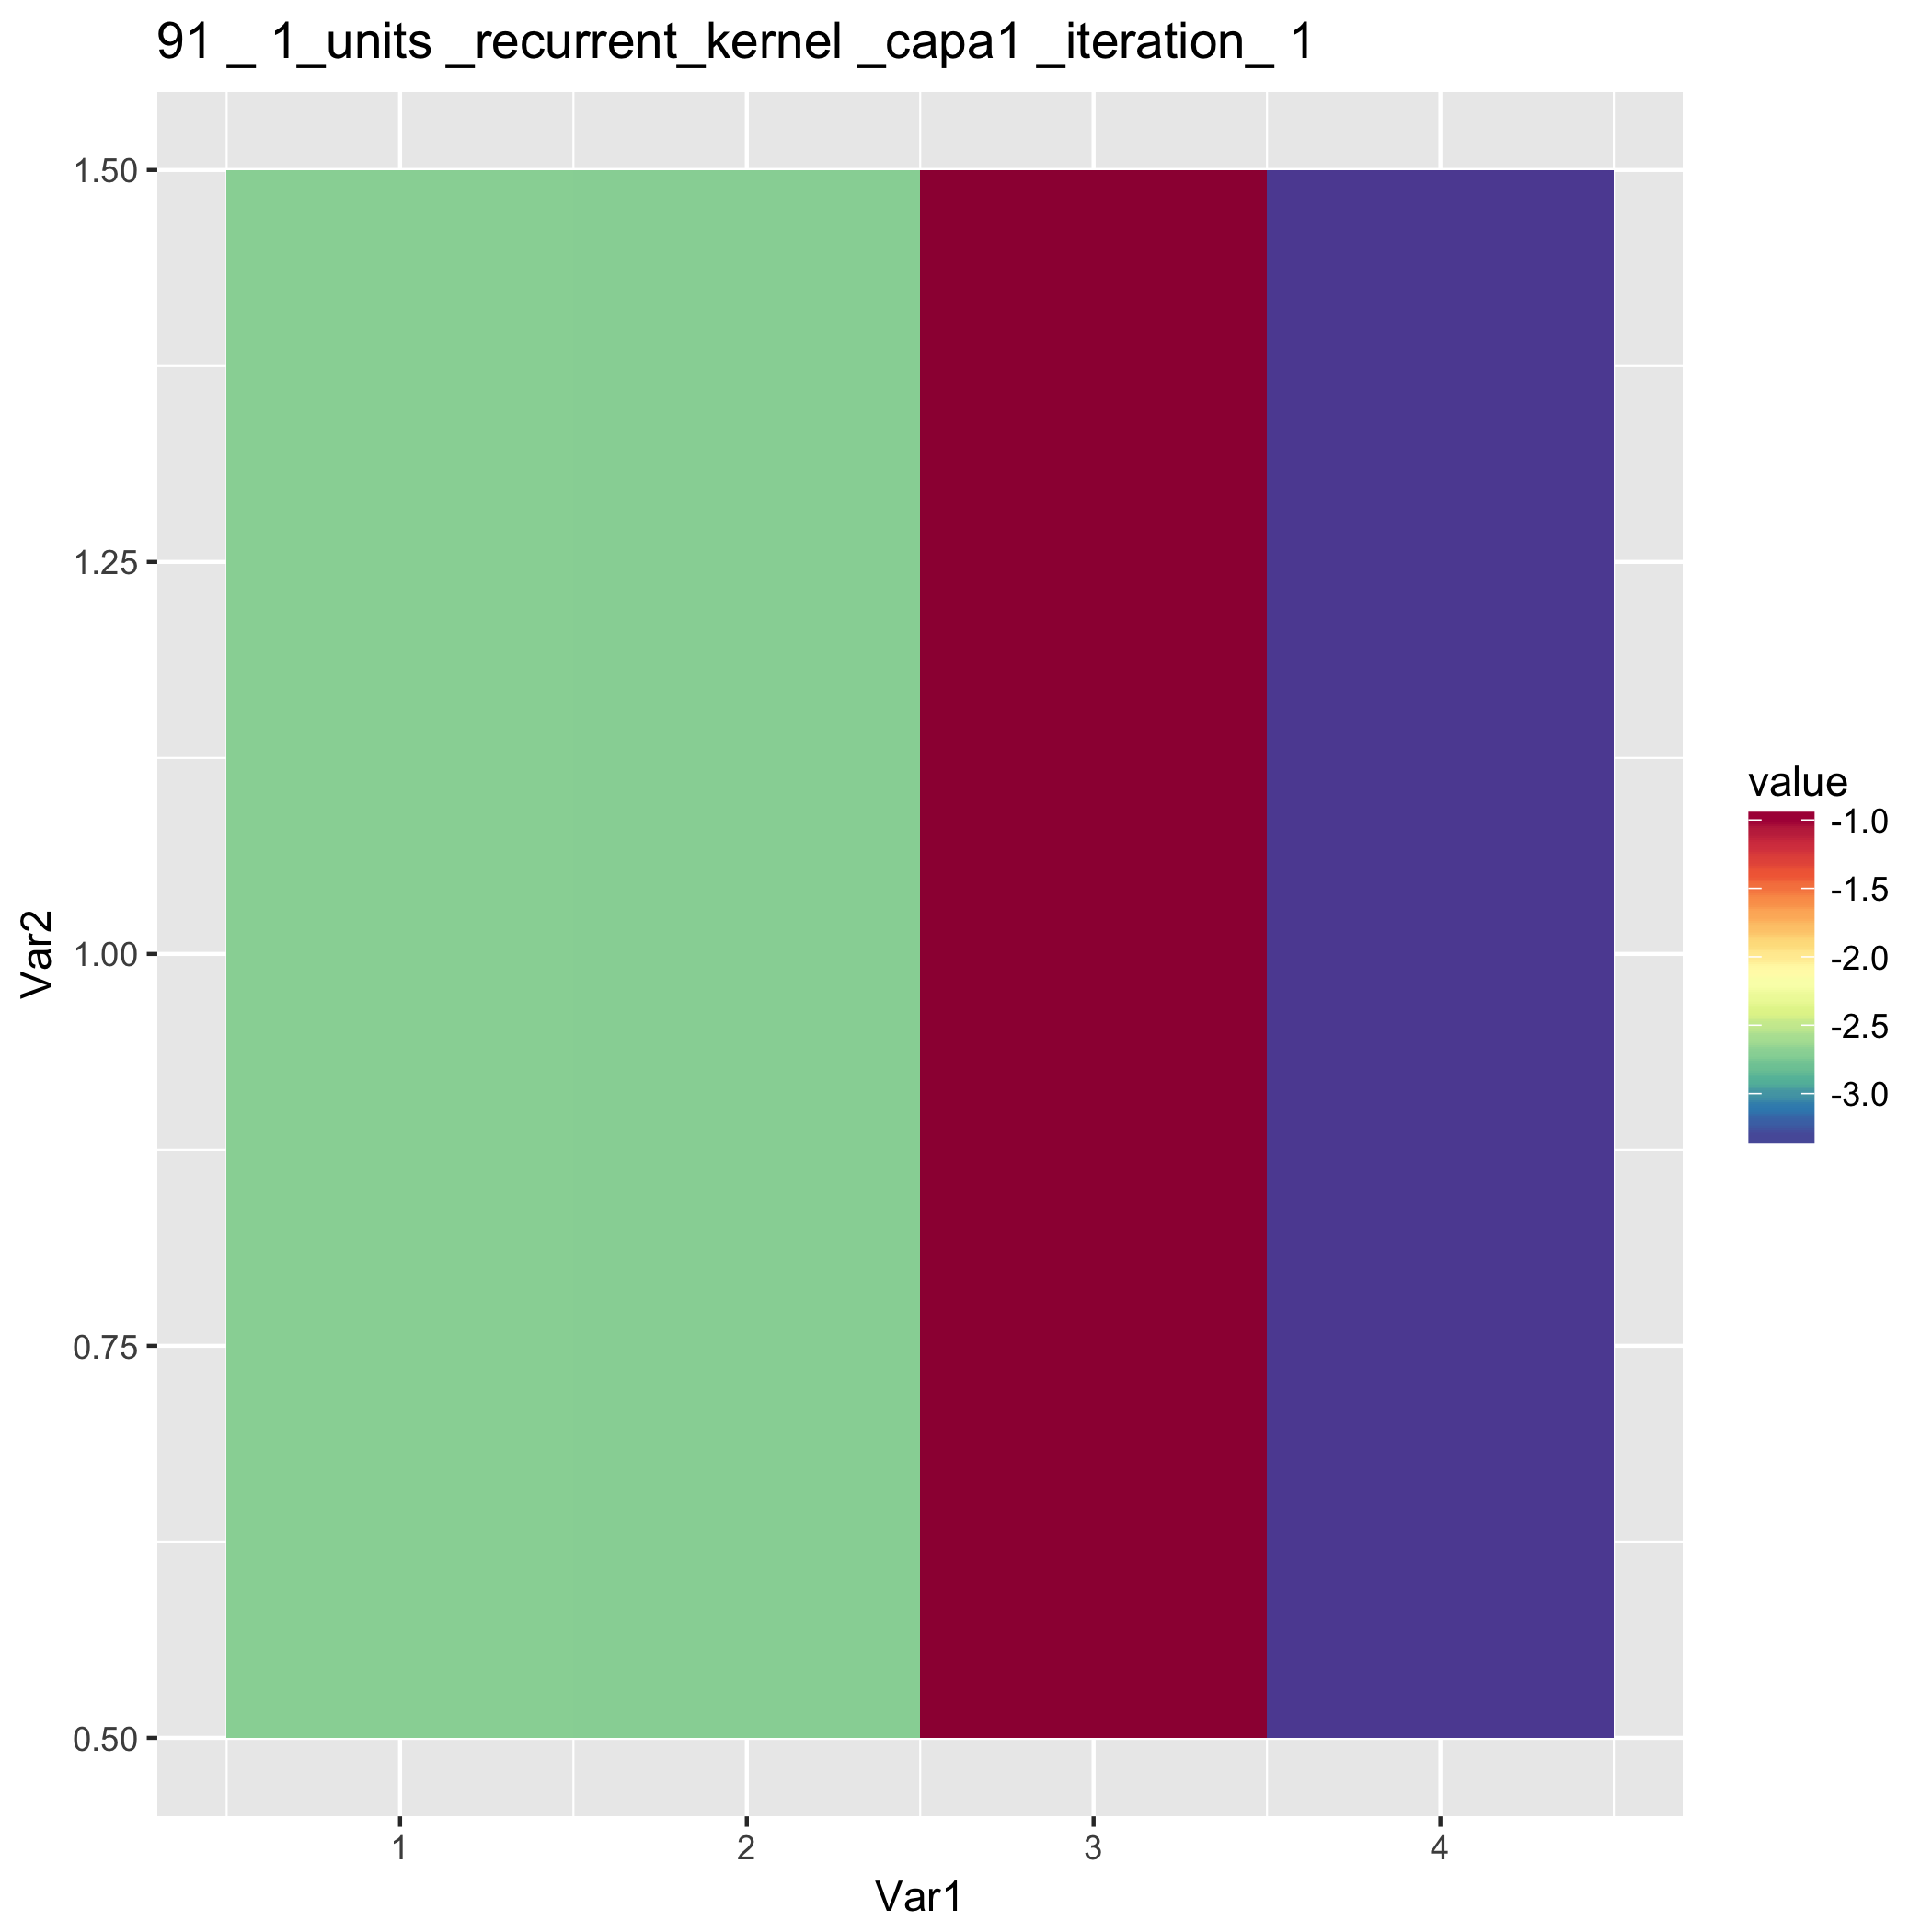 91 _ 1_units _recurrent_kernel _capa1 _iteration_ 1
1.50
1.25
1.00
0.75
0.50
Var2
1 2 3 4
Var1
value
-1.0
-1.5
-2.0
-2.5
-3.0